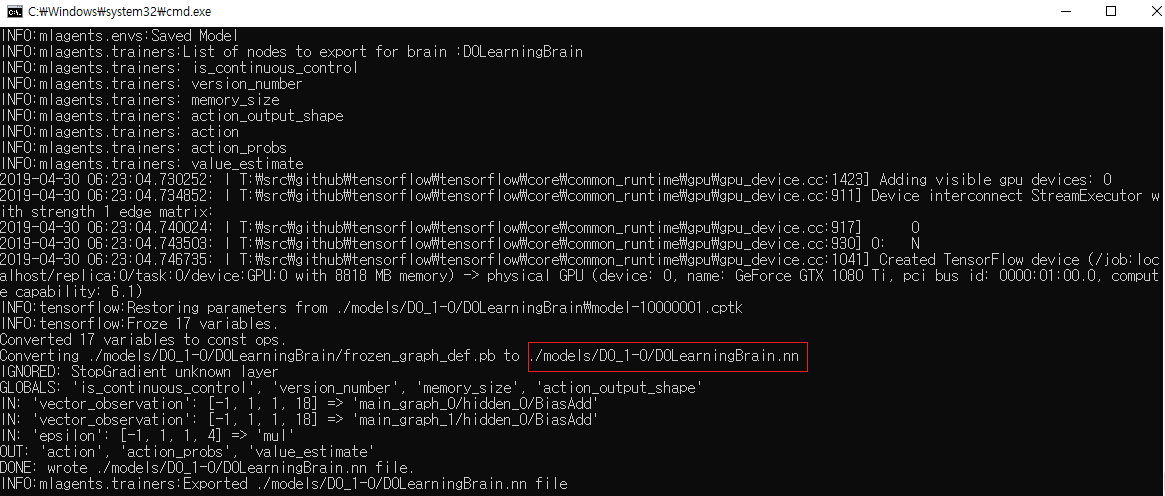 C:₩Windows₩system32₩cmd.exe
INFO:mlagents.envs:Saved Model
INFO:mlagents.trainers:List of nodes to export for brain :DOLearningBrain
INFO:mlagents.trainers: is_continuous_control
INFO:mlagents.trainers: version_number
INFO:mlagents.trainers: memory_size
INFO:mlagents.trainers: action_output_shape
INFO:mlagents.trainers: action
INFO:mlagents.trainers: action_probs
INFO:mlagents.trainers: value_estimate
2019-04-30 06:23:04.730252: I T:₩src₩github₩tensorflow₩tensorflow₩core₩common_runtime₩gpu₩gpu_device.cc:1423] Adding visible gpu devices: 0
2019-04-30 06:23:04.734852: I T:₩src₩github₩tensorflow₩tensorflow₩core₩common_runtime₩gpu₩gpu_device.cc:911] Device interconnect StreamExecutor w
ith strength 1 edge matrix:
2019-04-30 06:23:04.740024: I T:₩src₩github₩tensorflow₩tensorflow₩core₩common_runtime₩gpu₩gpu_device.cc:917]      0
2019-04-30 06:23:04.743503: I T:₩src₩github₩tensorflow₩tensorflow₩core₩common_runtime₩gpu₩gpu_device.cc:930] 0:   N
2019-04-30 06:23:04.746735: I T:₩src₩github₩tensorflow₩tensorflow₩core₩common_runtime₩gpu₩gpu_device.cc:1041] Created TensorFlow device (/job:loc
alhost/replica:0/task:0/device:GPU:0 with 8818 MB memory) -> physical GPU (device: 0, name: GeForce GTX 1080 Ti, pci bus id: 0000:01:00.0, comput
e capability: 6.1)
INFO:tensorflow:Restoring parameters from ./models/DO_1-0/DOLearningBrain₩model-10000001.cptk
INFO:tensorflow:Froze 17 variables.
Converted 17 variables to const ops.
Converting ./models/DO_1-0/DOLearningBrain/frozen_graph_def.pb to ./models/DO_1-0/DOLearningBrain.nn
IGNORED: StopGradient unknown layer
GLOBALS: 'is_continuous_control', 'version_number', 'memory_size', 'action_output_shape'
IN: 'vector_observation': [-1, 1, 1, 18] => 'main_graph_0/hidden_0/BiasAdd'
IN: 'vector_observation': [-1, 1, 1, 18] => 'main_graph_1/hidden_0/BiasAdd'
IN: 'epsilon': [-1, 1, 1, 4] => 'mul'
OUT: 'action', 'action_probs', 'value_estimate'
DONE: wrote ./models/DO_1-0/DOLearningBrain.nn file.
INFO:mlagents.trainers:Exported ./models/DO_1-0/DOLearningBrain.nn file